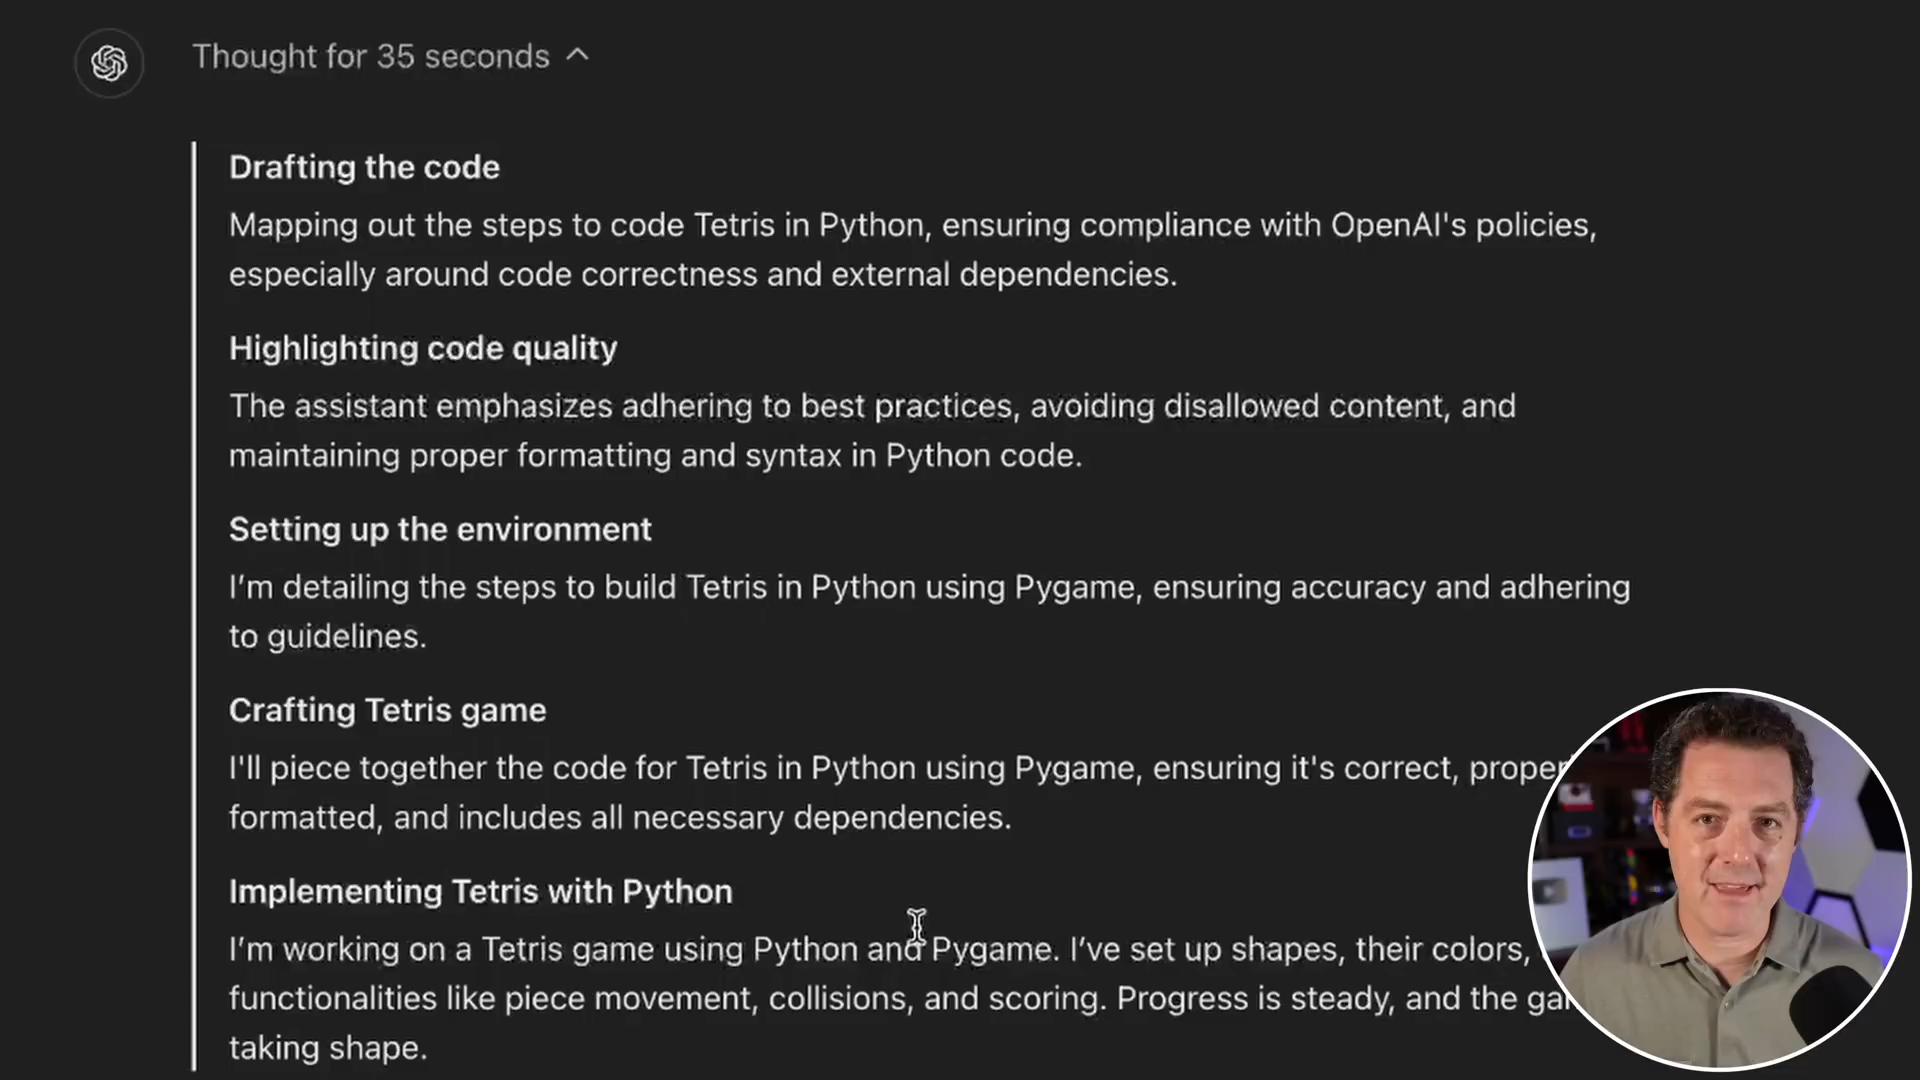 Thought for 35 seconds
Drafting the code
Mapping out the steps to code Tetris in Python, ensuring compliance with OpenAI's policies,
especially around code correctness and external dependencies.
Highlighting code quality
The assistant emphasizes adhering to best practices, avoiding disallowed content, and
maintaining proper formatting and syntax in Python code.
Setting up the environment
I’m detailing the steps to build Tetris in Python using Pygame, ensuring accuracy and adhering
to guidelines.
Crafting Tetris game
I'll piece together the code for Tetris in Python using Pygame, ensuring it's correct,
formatted, and includes all necessary dependencies.
Implementing Tetris with Python
I’m working on a Tetris game using Python and Pygame. I’ve set up shapes, their colors,
functionalities like piece movement, collisions, and scoring. Progress is steady, and the
taking shape.